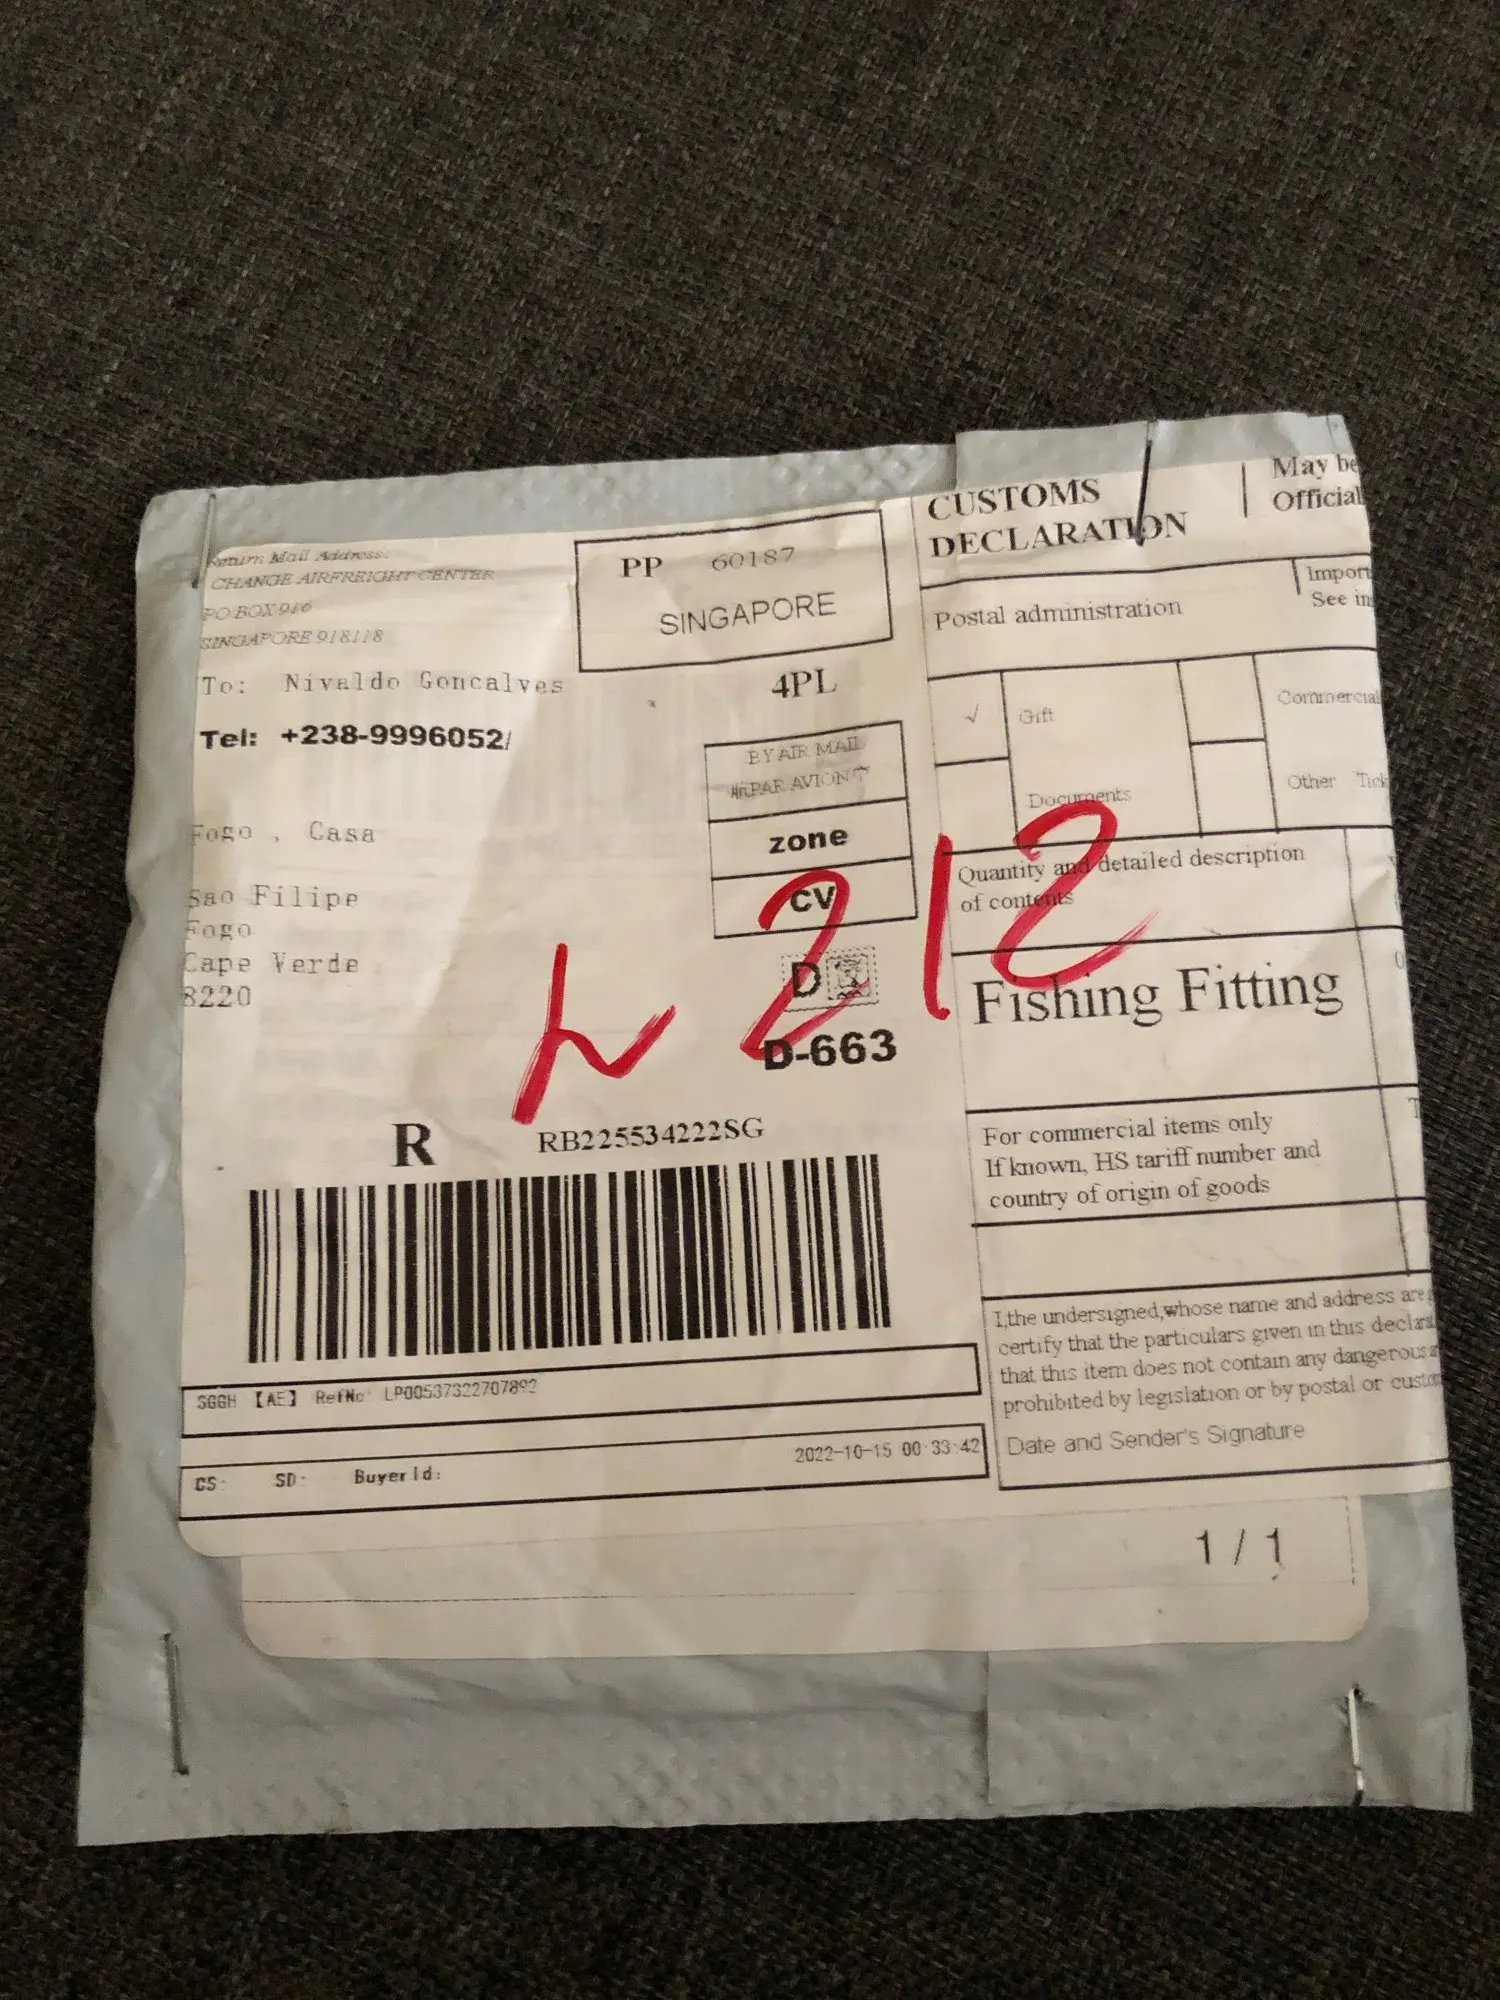 Return Mail Address:
CHANGE AIRFREIGHT CENTER
PO BOX 916
SINGAPORE 918118
To: Nivaldo Goncalves
Tel: +238-9996052/
Fogo , Casa
Sao Filipe
Fogo
Cape Verde
8220
PP 60187
SINGAPORE
4PL
BY AIR MAIL
PAR AVION
zone
CV
D
D-663
212
R RB225534222SG
SGGH 【AE】 RefNo: LP00537322707892
2022-10-15 00:33:42
CS: SD: Buyer Id:
CUSTOMS
DECLARATION
May be
Official
Postal administration
Import
See in
√ Gift
Commercial
Documents
Other Tick
Quantity and detailed description
of contents
Fishing Fitting
For commercial items only
If known, HS tariff number and
country of origin of goods
I,the undersigned,whose name and address are
certify that the particulars given in this declara
that this item does not contain any dangerous
prohibited by legislation or by postal or custo
Date and Sender's Signature
1 / 1